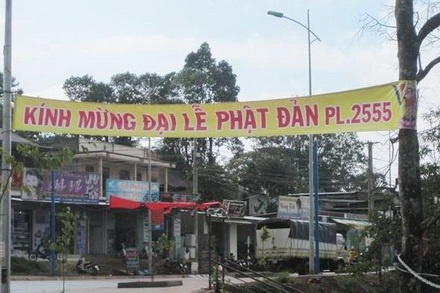 KÍNH MỪNG ĐẠI LỄ PHẬT ĐẢN PL.2555